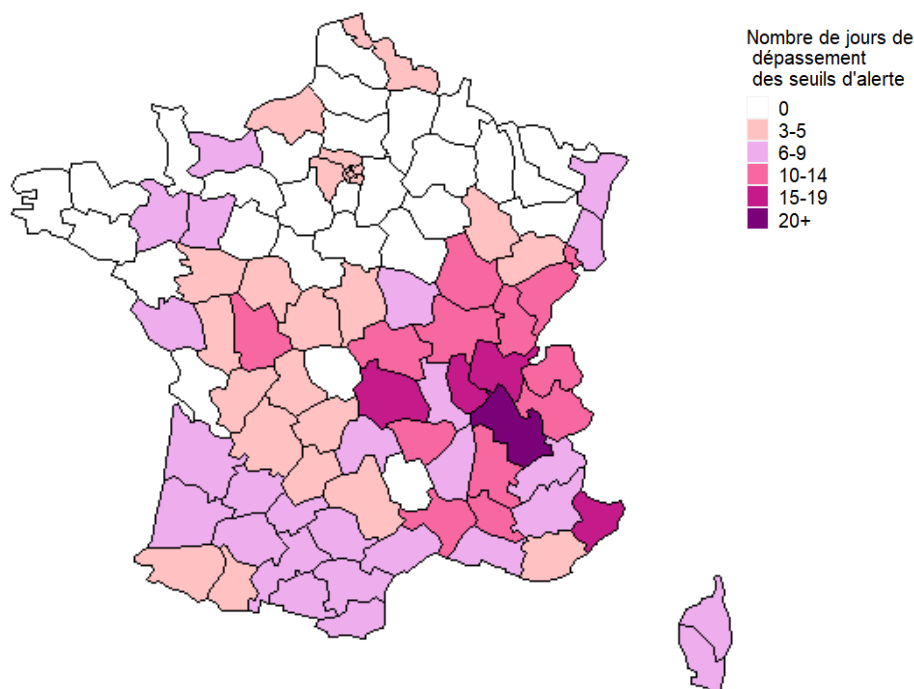 Nombre de jours de
dépassement
des seuils d'alerte
0
3-5
6-9
10-14
15-19
20+